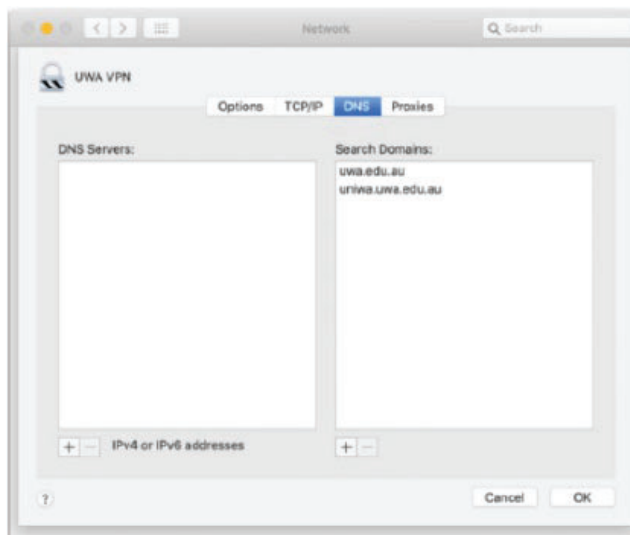 Network
Search
UWA VPN
Options TCP/IP DNS Proxies
DNS Servers:
Search Domains:
uwa.edu.au
uniwa.uwa.edu.au
+ − IPv4 or IPv6 addresses
+ −
?
Cancel OK